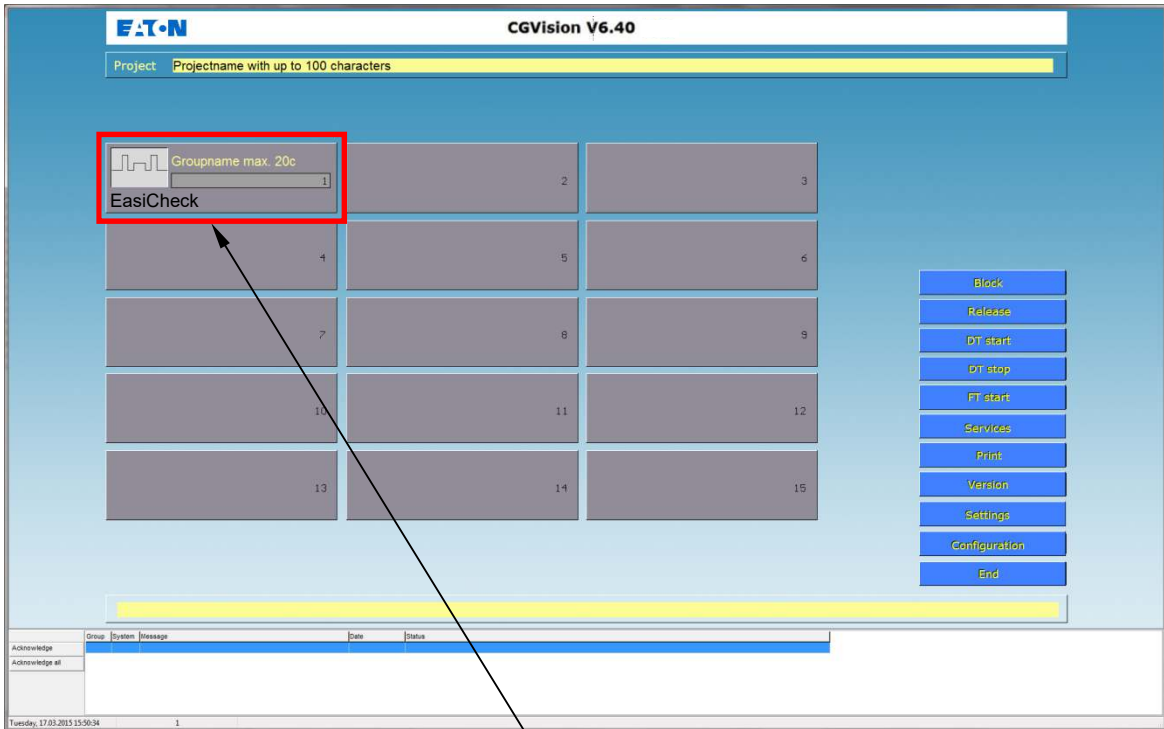 EATON
CGVision V6.40
Project Projectname with up to 100 characters
Groupname max. 20c
1
EasiCheck
2
3
4
5
6
7
8
9
10
11
12
13
14
15
Block
Release
DT start
DT stop
FT start
Services
Print
Version
Settings
Configuration
End
Group System Message Date Status
Acknowledge
Acknowledge all
Tuesday, 17.03.2015 15:50:34 1